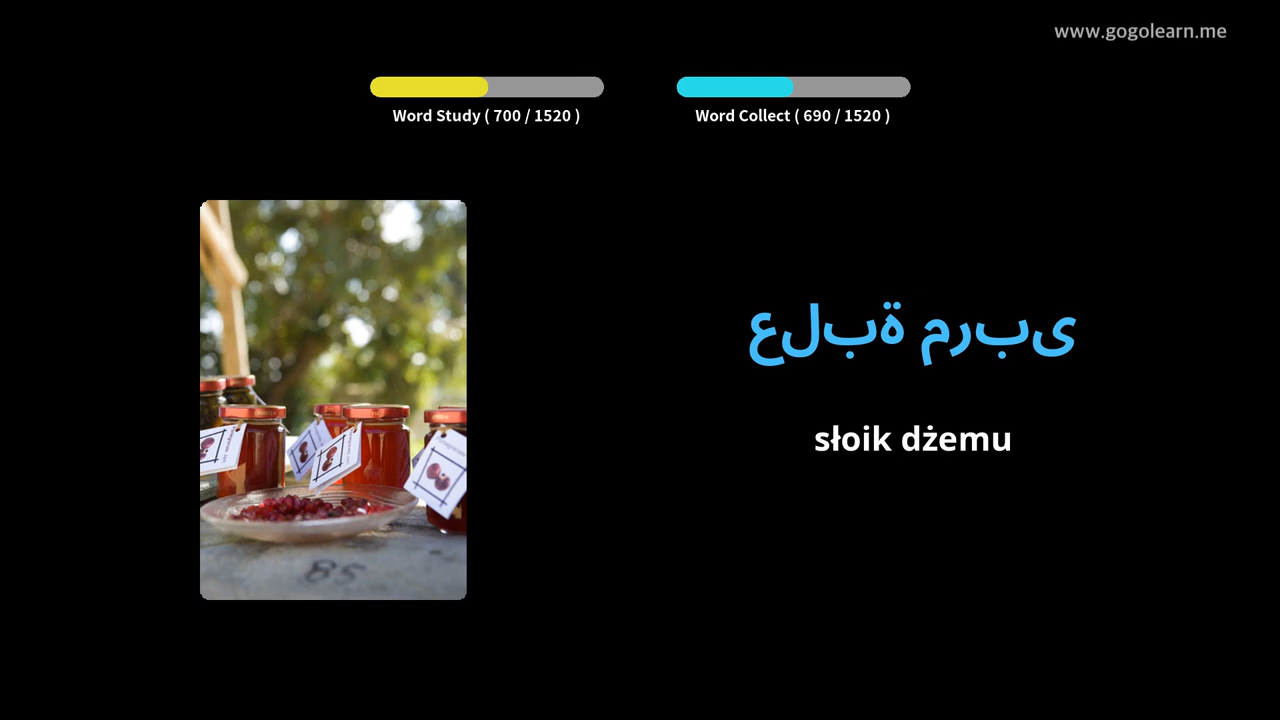 www.gogolearn.me
Word Study ( 700 / 1520 )
Word Collect ( 690 / 1520 )
علبة مربى
słoik dżemu
85